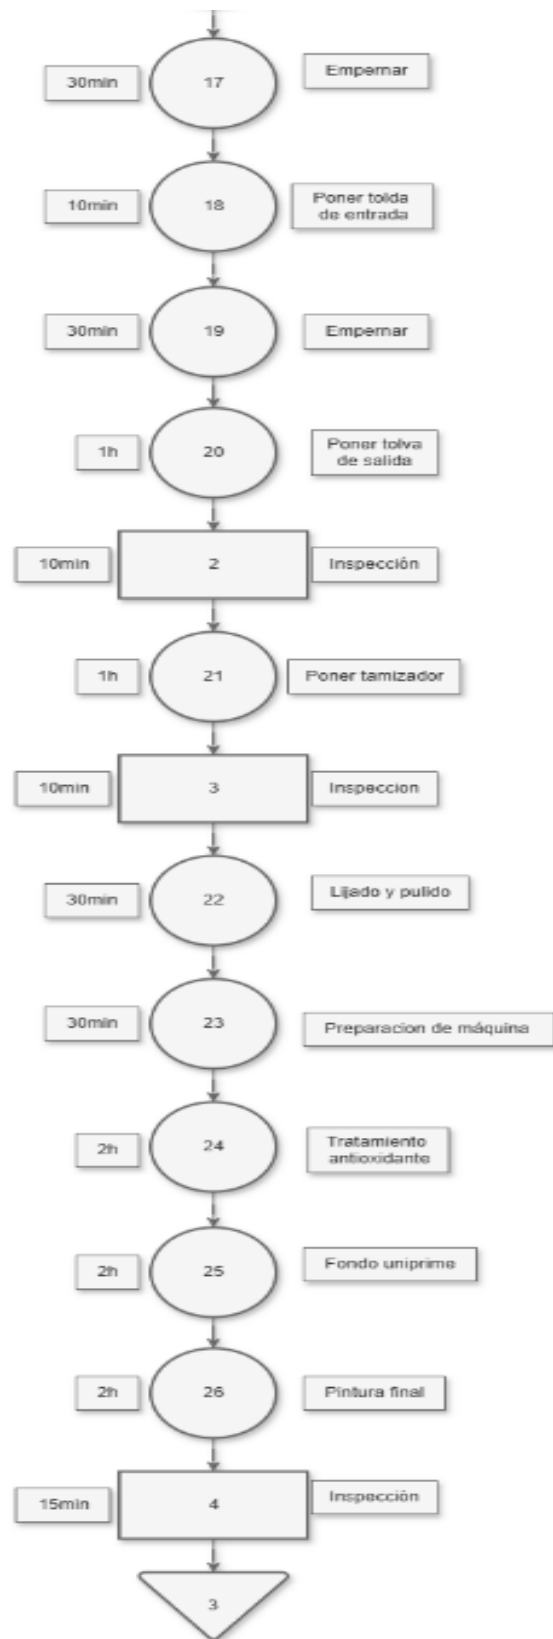 30min
17
Empernar
10min
18
Poner tolda
de entrada
30min
19
Empernar
1h
20
Poner tolva
de salida
10min
2
Inspección
1h
21
Poner tamizador
10min
3
Inspeccion
30min
22
Lijado y pulido
30min
23
Preparacion de máquina
2h
24
Tratamiento
antioxidante
2h
25
Fondo uniprime
2h
26
Pintura final
15min
4
Inspección
3